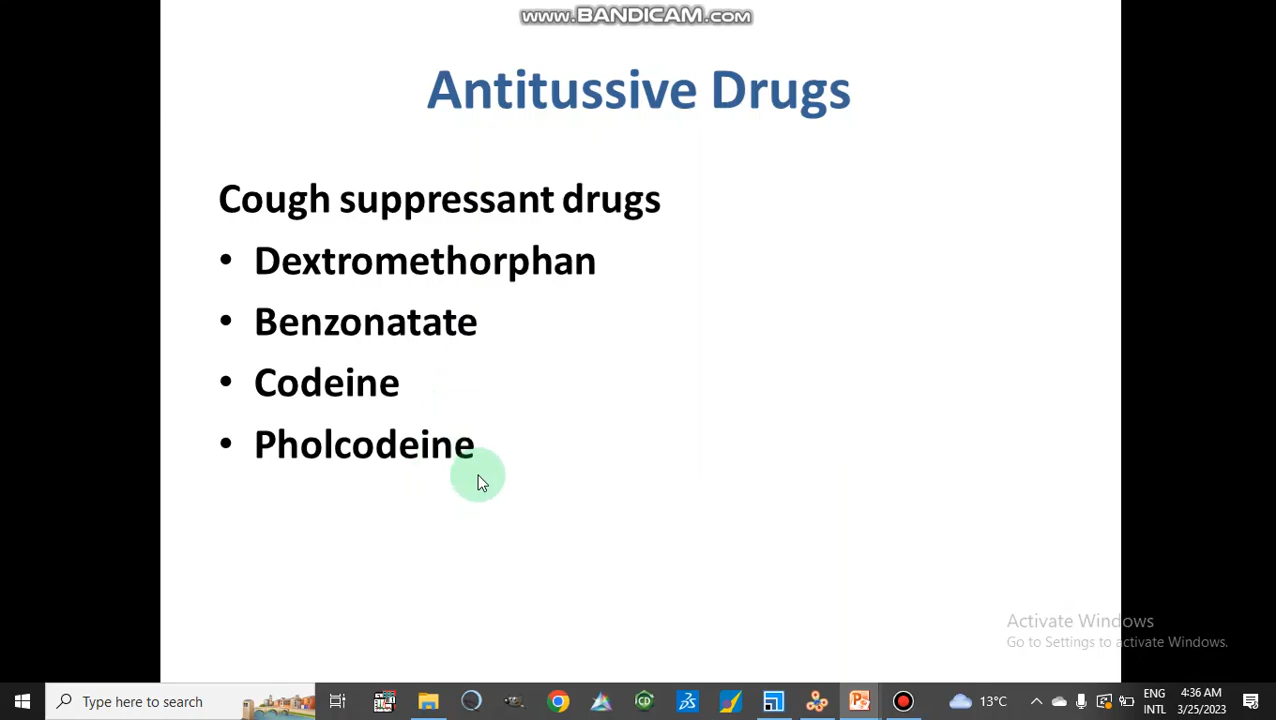 www.BANDICAM.com
Antitussive Drugs
Cough suppressant drugs
• Dextromethorphan
• Benzonatate
• Codeine
• Pholcodeine
Activate Windows
Go to Settings to activate Windows.
Type here to search
13°C
ENG
INTL
4:36 AM
3/25/2023